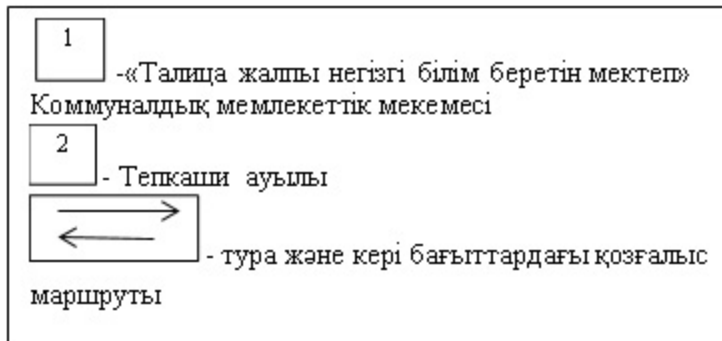 1
-«Талица жалпы негізгі білім беретін мектеп»
Коммуналдық мемлекеттік мекемесі
2
- Тепкаши ауылы
- тура және кері бағыттардағы қозғалыс
маршруты